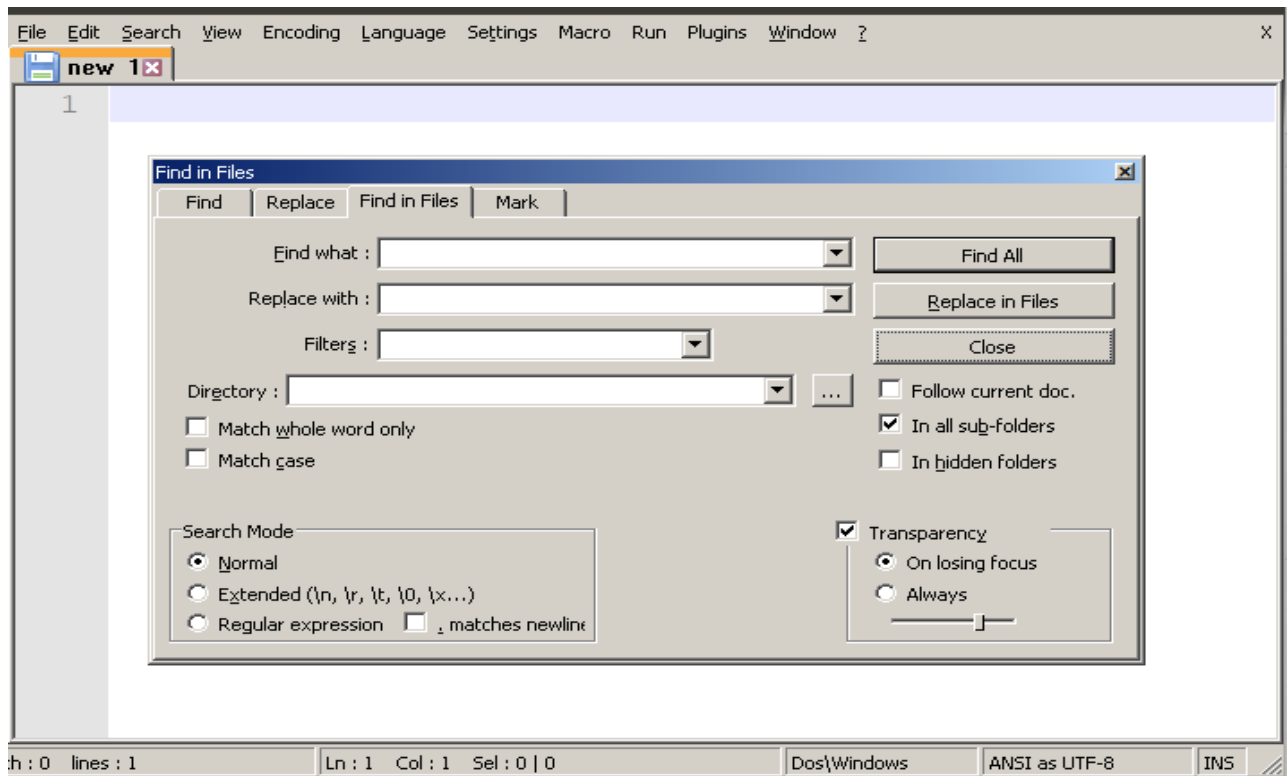 File Edit Search View Encoding Language Settings Macro Run Plugins Window ? X
new 1
1
Find in Files
Find Replace Find in Files Mark
Find what :
Find All
Replace with :
Replace in Files
Filters :
Close
Directory :
...
Follow current doc.
Match whole word only
In all sub-folders
Match case
In hidden folders
Search Mode
Transparency
Normal
On losing focus
Extended (\n, \r, \t, \0, \x...)
Always
Regular expression . matches newline
h : 0 lines : 1 Ln : 1 Col : 1 Sel : 0 | 0 Dos\Windows ANSI as UTF-8 INS